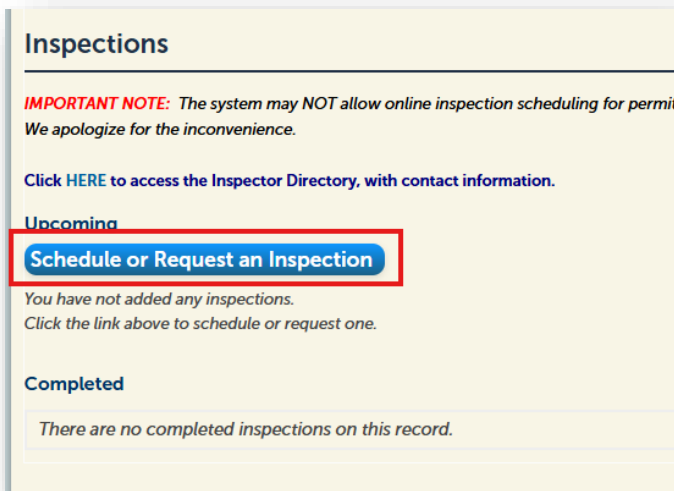 Inspections
IMPORTANT NOTE: The system may NOT allow online inspection scheduling for permit
We apologize for the inconvenience.
Click HERE to access the Inspector Directory, with contact information.
Upcoming
Schedule or Request an Inspection
You have not added any inspections.
Click the link above to schedule or request one.
Completed
There are no completed inspections on this record.